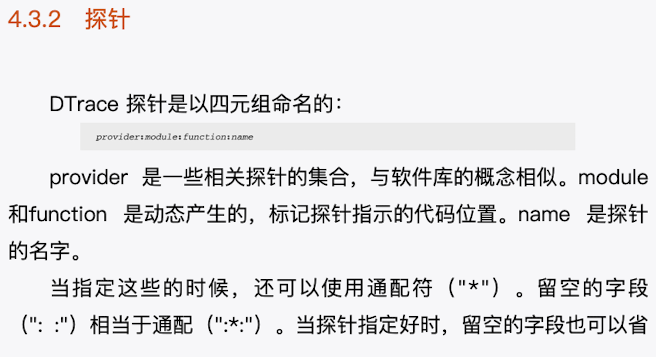 4.3.2 探针
DTrace 探针是以四元组命名的：
provider:module:function:name
provider 是一些相关探针的集合，与软件库的概念相似。module
和function 是动态产生的，标记探针指示的代码位置。name 是探针
的名字。
当指定这些的时候，还可以使用通配符（"*"）。留空的字段
（": :"）相当于通配（":*:"）。当探针指定好时，留空的字段也可以省